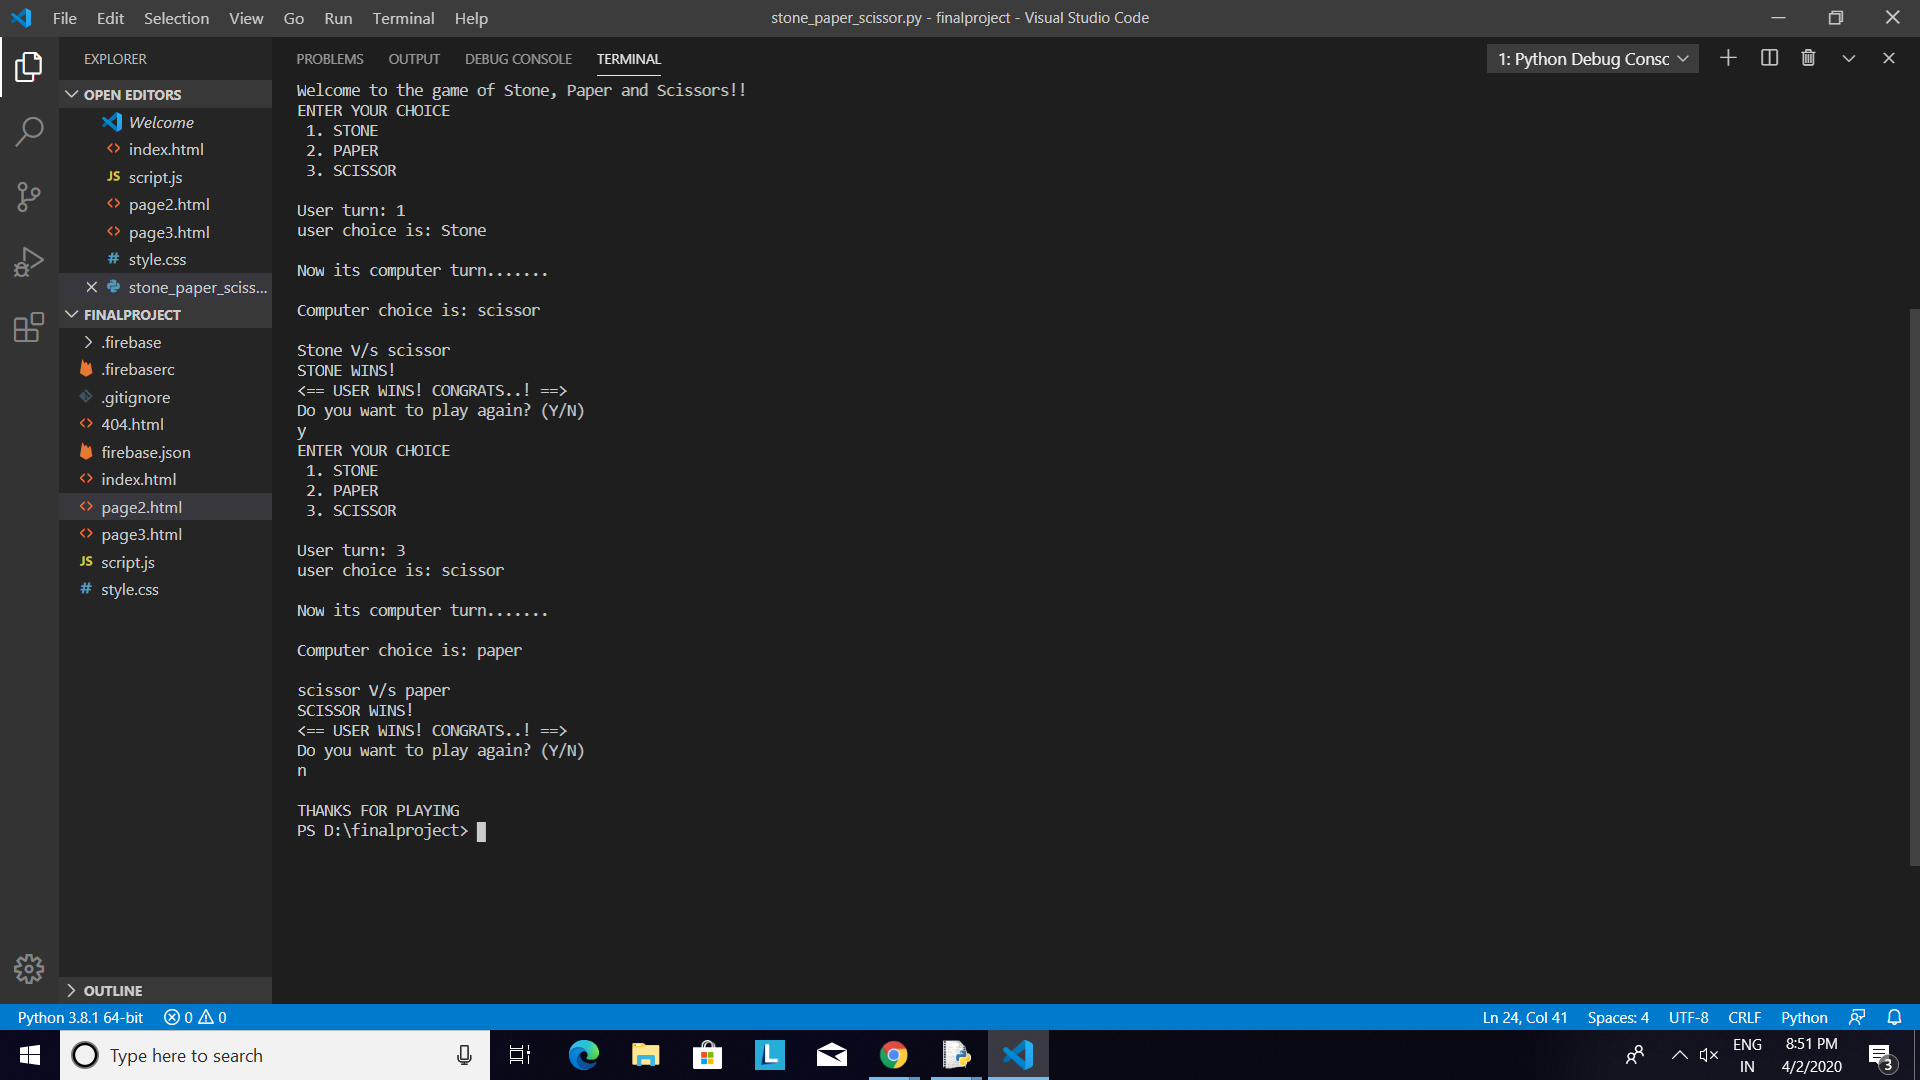 File Edit Selection View Go Run Terminal Help
stone_paper_scissor.py - finalproject - Visual Studio Code
EXPLORER
OPEN EDITORS
Welcome
index.html
JS script.js
page2.html
page3.html
# style.css
stone_paper_sciss...
FINALPROJECT
.firebase
.firebaserc
.gitignore
404.html
firebase.json
index.html
page2.html
page3.html
JS script.js
# style.css
OUTLINE
PROBLEMS OUTPUT DEBUG CONSOLE TERMINAL
1: Python Debug Consc
Welcome to the game of Stone, Paper and Scissors!!
ENTER YOUR CHOICE
1. STONE
2. PAPER
3. SCISSOR
User turn: 1
user choice is: Stone
Now its computer turn.......
Computer choice is: scissor
Stone V/s scissor
STONE WINS!
<== USER WINS! CONGRATS..! ==>
Do you want to play again? (Y/N)
y
ENTER YOUR CHOICE
1. STONE
2. PAPER
3. SCISSOR
User turn: 3
user choice is: scissor
Now its computer turn.......
Computer choice is: paper
scissor V/s paper
SCISSOR WINS!
<== USER WINS! CONGRATS..! ==>
Do you want to play again? (Y/N)
n
THANKS FOR PLAYING
PS D:\finalproject>
Python 3.8.1 64-bit 0 0
Ln 24, Col 41 Spaces: 4 UTF-8 CRLF Python
Type here to search
L
ENG
IN
8:51 PM
4/2/2020
3